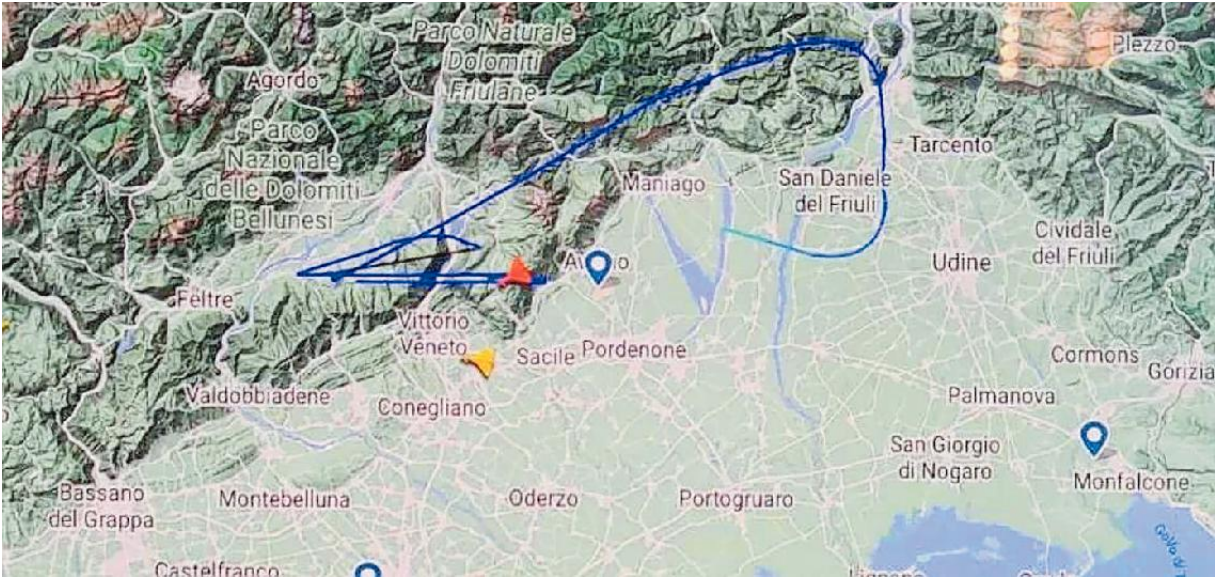 Parco Naturale
Dolomiti
Friulane
Plezzo
Agordo
Parco
Nazionale
delle Dolomiti
Bellunesi
Tarcento
Maniago
San Daniele
del Friuli
Cividale
del Friuli
Udine
Feltre
Vittorio
Veneto
Sacile
Pordenone
Cormons
Gorizia
Valdobbiadene
Conegliano
Palmanova
San Giorgio
di Nogaro
Monfalcone
Bassano
del Grappa
Montebelluna
Oderzo
Portogruaro
Castelfranco